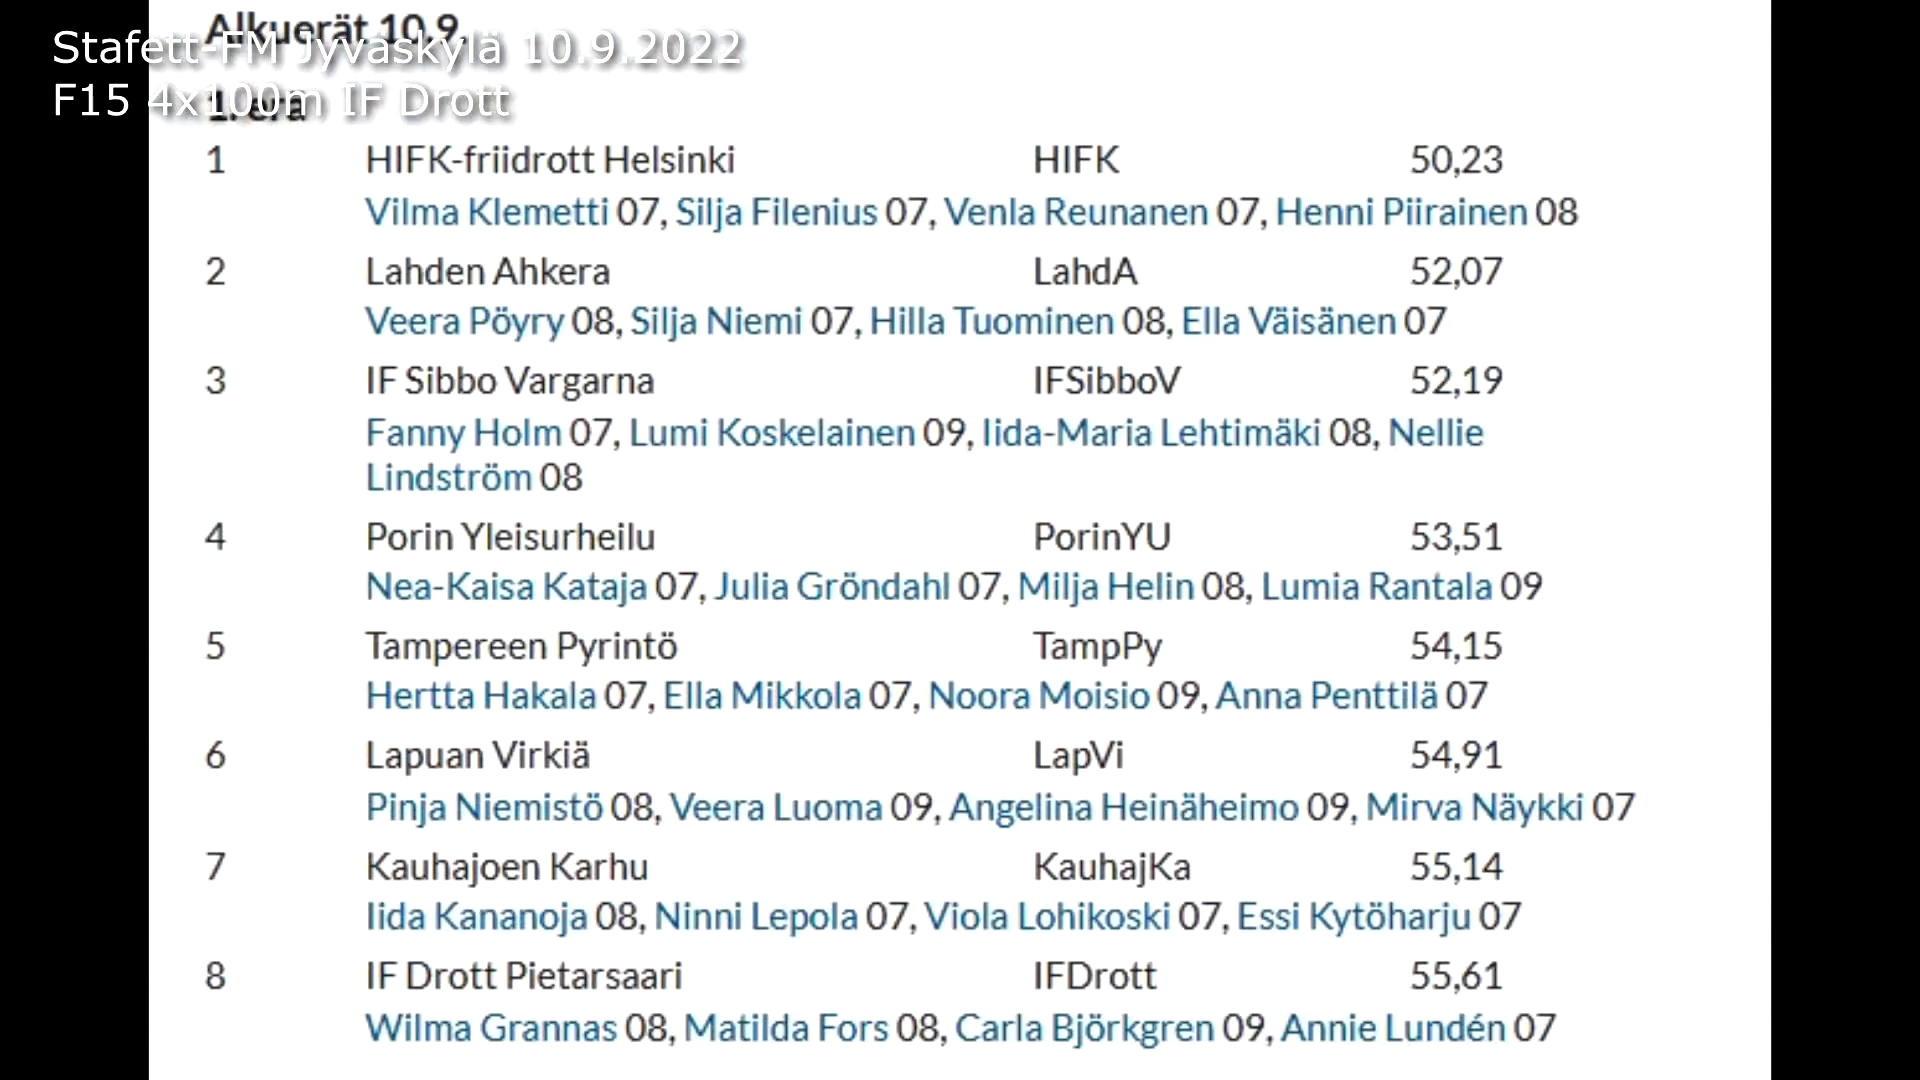 Alkuerät 10.9.
Stafett-FM Jyväskylä 10.9.2022
F15 4x100m IF Drott
1. erä
1 HIFK-friidrott Helsinki HIFK 50,23
Vilma Klemetti 07, Silja Filenius 07, Venla Reunanen 07, Henni Piirainen 08
2 Lahden Ahkera LahdA 52,07
Veera Pöyry 08, Silja Niemi 07, Hilla Tuominen 08, Ella Väisänen 07
3 IF Sibbo Vargarna IFSibboV 52,19
Fanny Holm 07, Lumi Koskelainen 09, Iida-Maria Lehtimäki 08, Nellie
Lindström 08
4 Porin Yleisurheilu PorinYU 53,51
Nea-Kaisa Kataja 07, Julia Gröndahl 07, Milja Helin 08, Lumia Rantala 09
5 Tampereen Pyrintö TampPy 54,15
Hertta Hakala 07, Ella Mikkola 07, Noora Moisio 09, Anna Penttilä 07
6 Lapuan Virkiä LapVi 54,91
Pinja Niemistö 08, Veera Luoma 09, Angelina Heinäheimo 09, Mirva Näykki 07
7 Kauhajoen Karhu KauhajKa 55,14
Iida Kananoja 08, Ninni Lepola 07, Viola Lohikoski 07, Essi Kytöharju 07
8 IF Drott Pietarsaari IFDrott 55,61
Wilma Grannas 08, Matilda Fors 08, Carla Björkgren 09, Annie Lundén 07